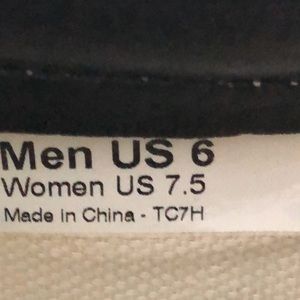 Men US 6
Women US 7.5
Made in China - TC7H